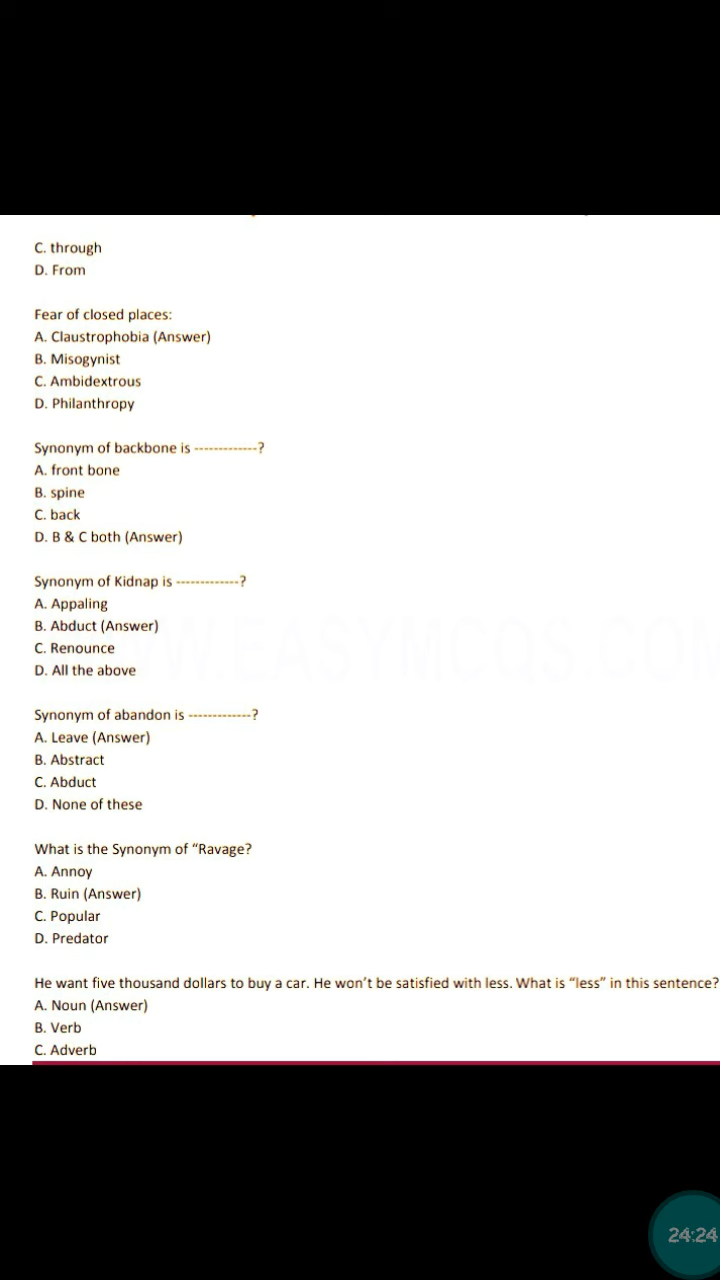 C. through
D. From
Fear of closed places:
A. Claustrophobia (Answer)
B. Misogynist
C. Ambidextrous
D. Philanthropy
Synonym of backbone is -------------?
A. front bone
B. spine
C. back
D. B & C both (Answer)
Synonym of Kidnap is -------------?
A. Appaling
B. Abduct (Answer)
C. Renounce
D. All the above
Synonym of abandon is -------------?
A. Leave (Answer)
B. Abstract
C. Abduct
D. None of these
What is the Synonym of “Ravage?
A. Annoy
B. Ruin (Answer)
C. Popular
D. Predator
He want five thousand dollars to buy a car. He won’t be satisfied with less. What is “less” in this sentence?
A. Noun (Answer)
B. Verb
C. Adverb
WW.EASYMCQS.COM
24:24